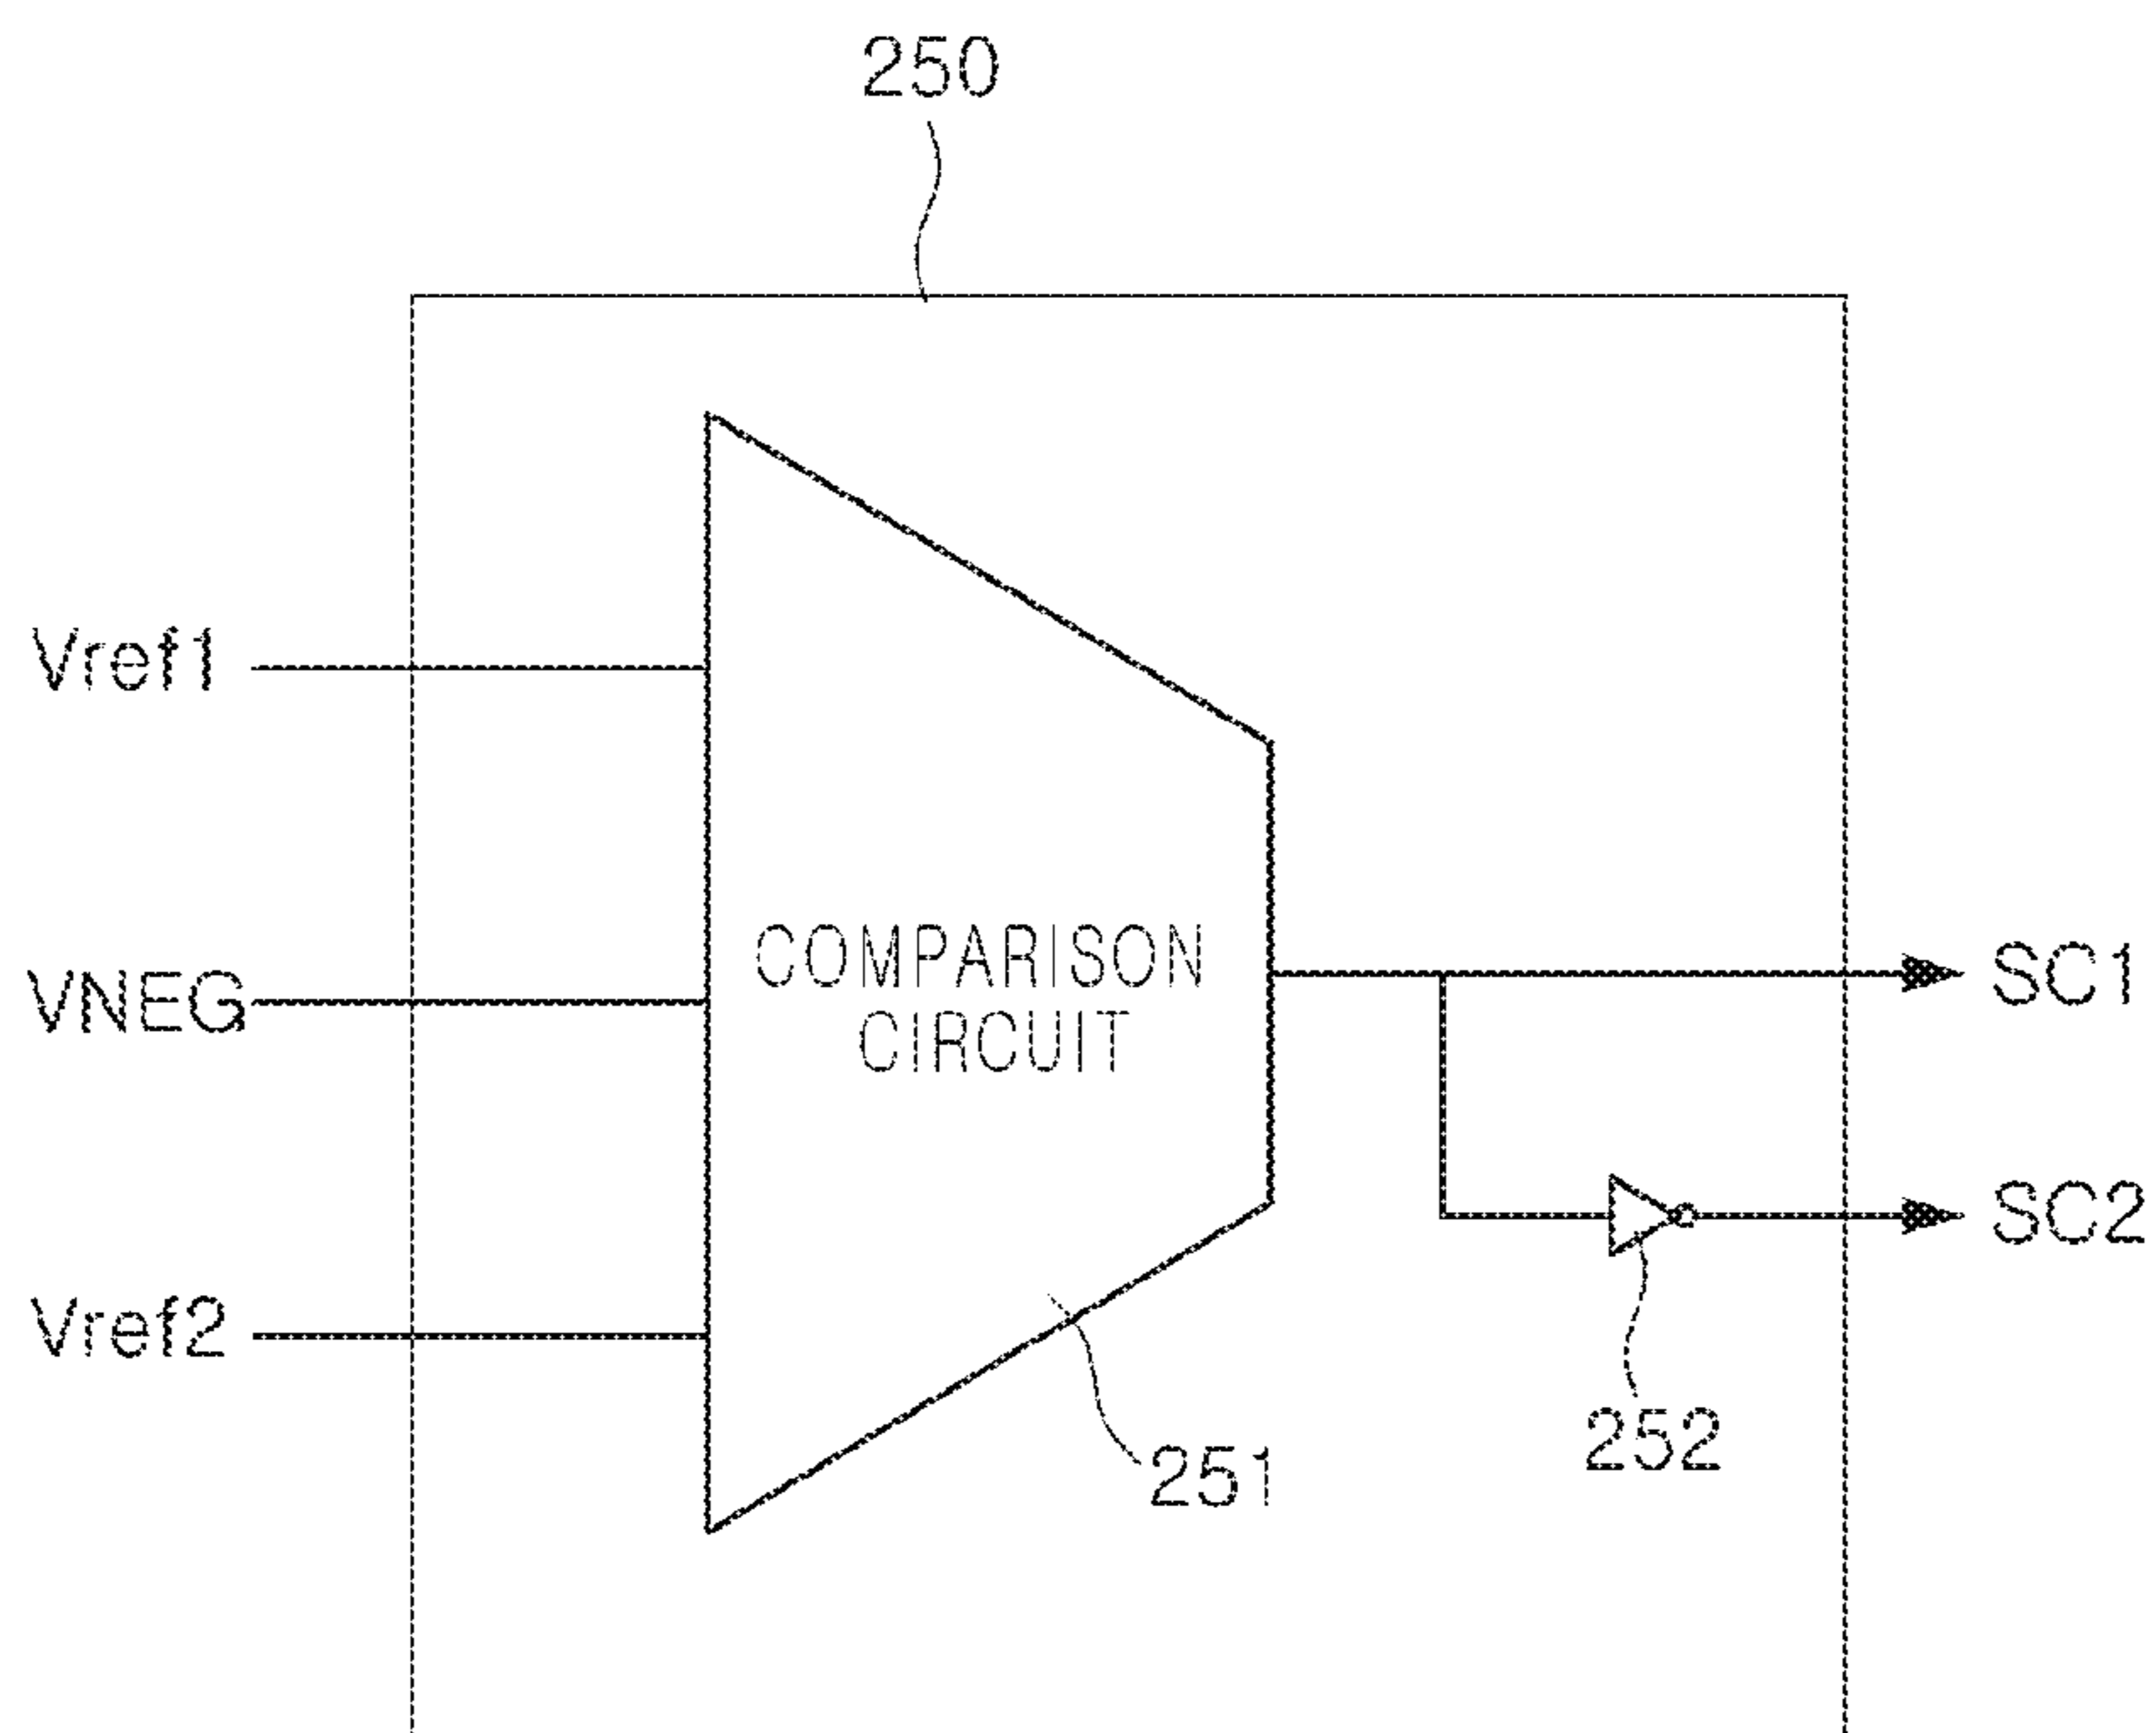 250
Vref1
VNEG
Vref2
COMPARISON
CIRCUIT
SC1
SC2
251
252